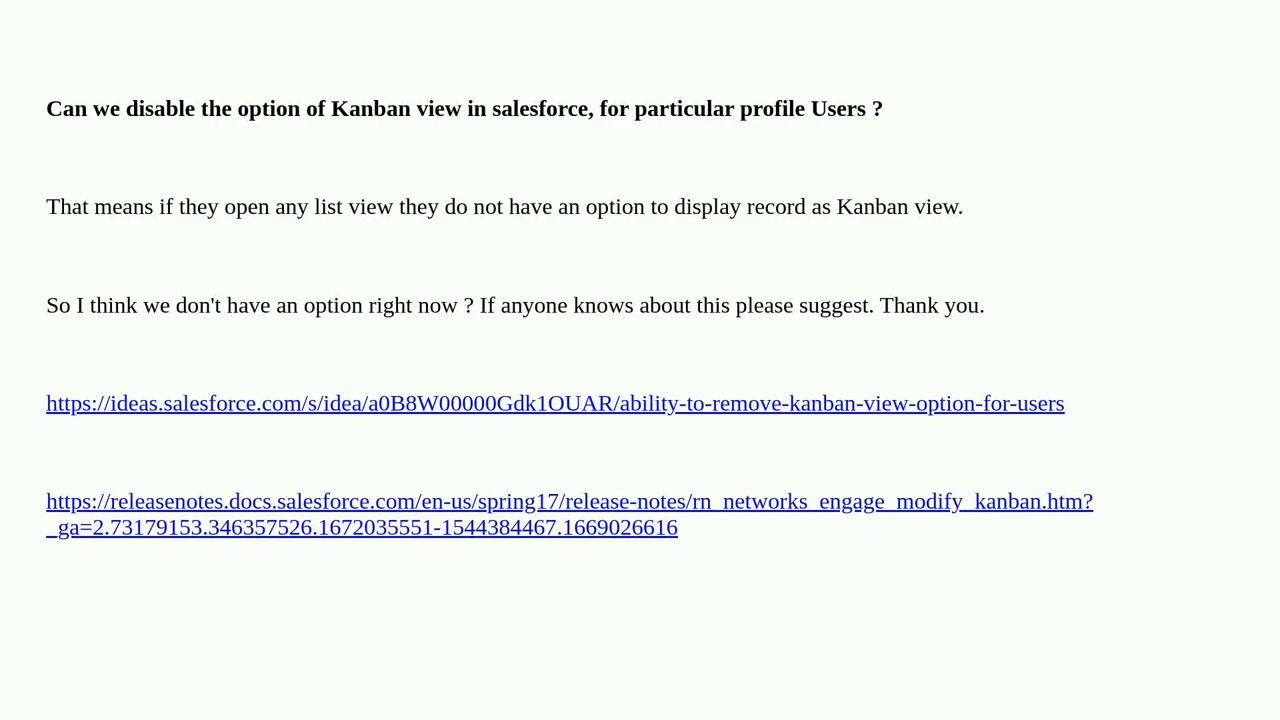 Can we disable the option of Kanban view in salesforce, for particular profile Users ?
That means if they open any list view they do not have an option to display record as Kanban view.
So I think we don't have an option right now ? If anyone knows about this please suggest. Thank you.
https://ideas.salesforce.com/s/idea/a0B8W00000Gdk1OUAR/ability-to-remove-kanban-view-option-for-users
https://releasenotes.docs.salesforce.com/en-us/spring17/release-notes/rn_networks_engage_modify_kanban.htm?
_ga=2.73179153.346357526.1672035551-1544384467.1669026616